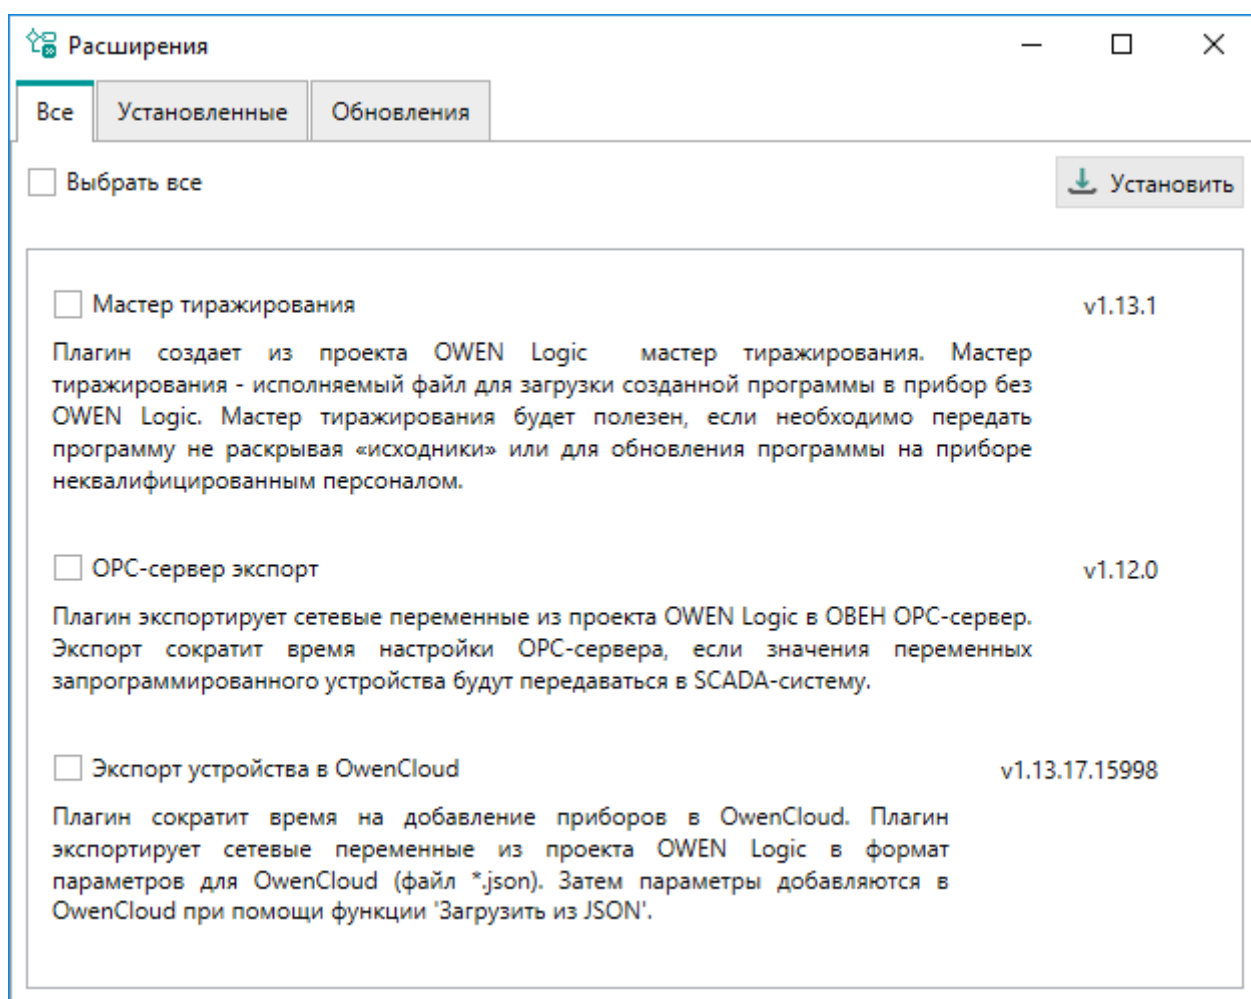 Расширения
Все Установленные Обновления
Выбрать все Установить
Мастер тиражирования v1.13.1
Плагин создает из проекта OWEN Logic мастер тиражирования. Мастер
тиражирования - исполняемый файл для загрузки созданной программы в прибор без
OWEN Logic. Мастер тиражирования будет полезен, если необходимо передать
программу не раскрывая «исходники» или для обновления программы на приборе
неквалифицированным персоналом.
OPC-сервер экспорт v1.12.0
Плагин экспортирует сетевые переменные из проекта OWEN Logic в ОВЕН OPC-сервер.
Экспорт сократит время настройки OPC-сервера, если значения переменных
запрограммированного устройства будут передаваться в SCADA-систему.
Экспорт устройства в OwenCloud v1.13.17.15998
Плагин сократит время на добавление приборов в OwenCloud. Плагин
экспортирует сетевые переменные из проекта OWEN Logic в формат
параметров для OwenCloud (файл *.json). Затем параметры добавляются в
OwenCloud при помощи функции 'Загрузить из JSON'.